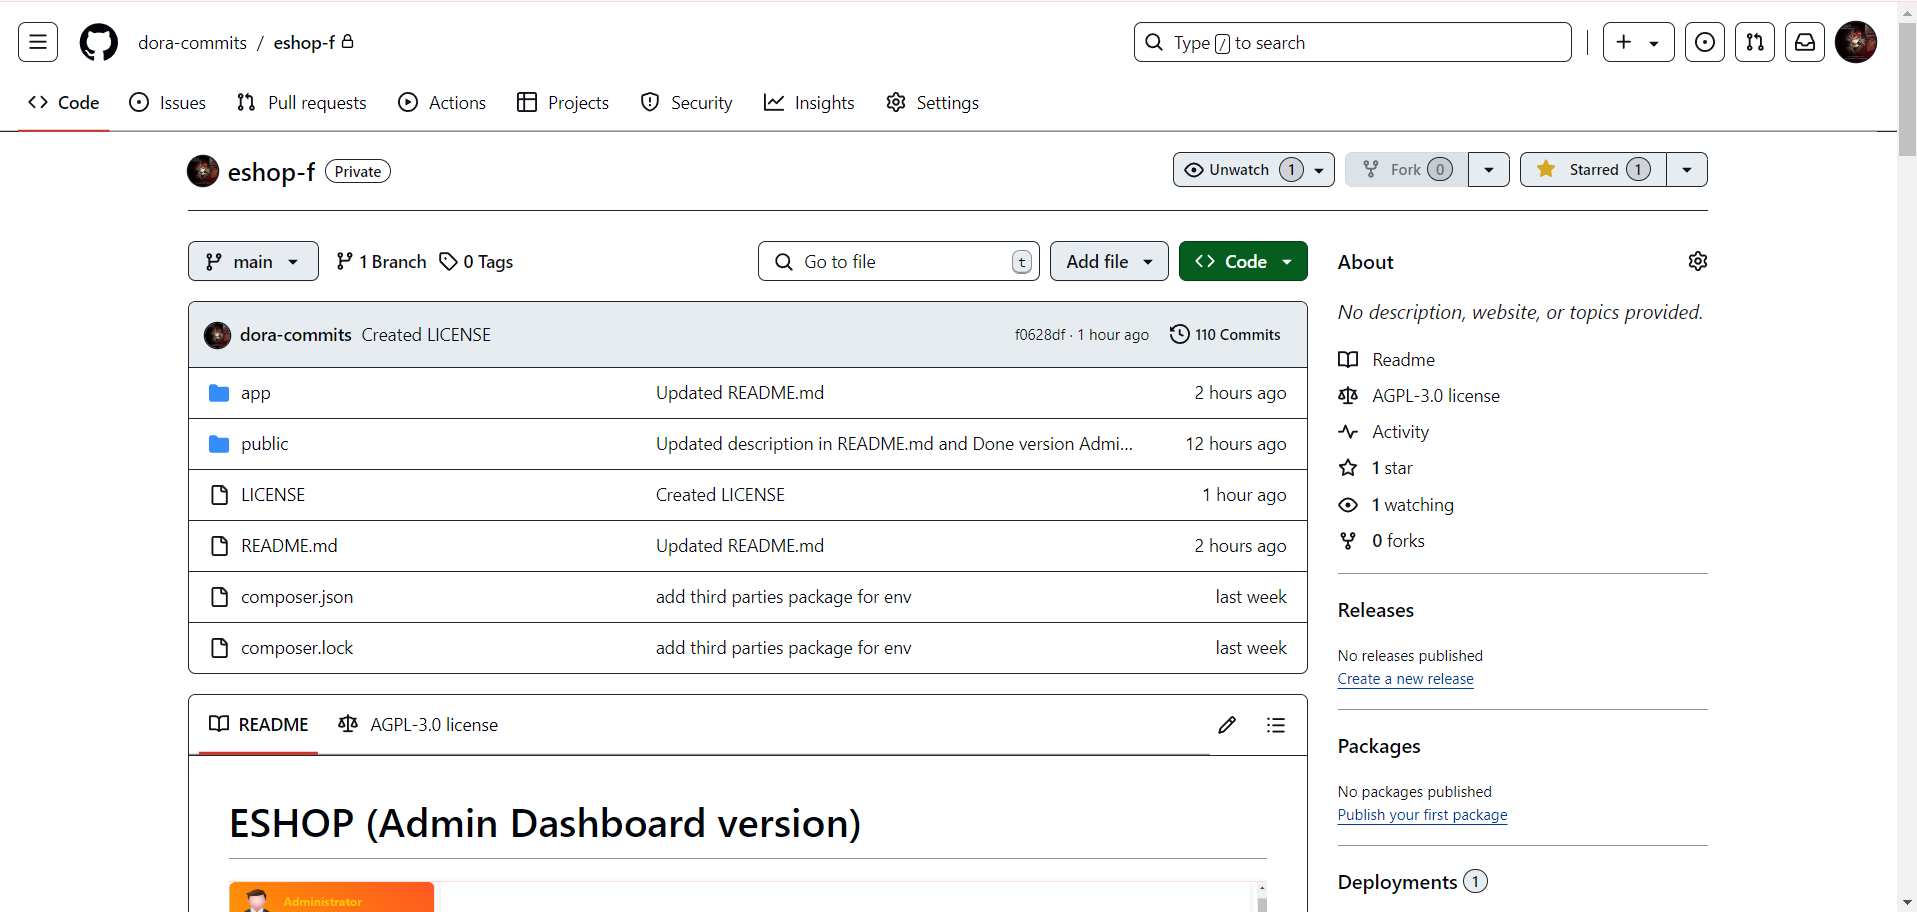 dora-commits / eshop-f
Type / to search
Code Issues Pull requests Actions Projects Security Insights Settings
eshop-f Private
Unwatch 1 Fork 0 Starred 1
main 1 Branch 0 Tags
Go to file t Add file Code
dora-commits Created LICENSE f0628df · 1 hour ago 110 Commits
app Updated README.md 2 hours ago
public Updated description in README.md and Done version Admi... 12 hours ago
LICENSE Created LICENSE 1 hour ago
README.md Updated README.md 2 hours ago
composer.json add third parties package for env last week
composer.lock add third parties package for env last week
README AGPL-3.0 license
ESHOP (Admin Dashboard version)
Administrator
About
No description, website, or topics provided.
Readme
AGPL-3.0 license
Activity
1 star
1 watching
0 forks
Releases
No releases published
Create a new release
Packages
No packages published
Publish your first package
Deployments 1